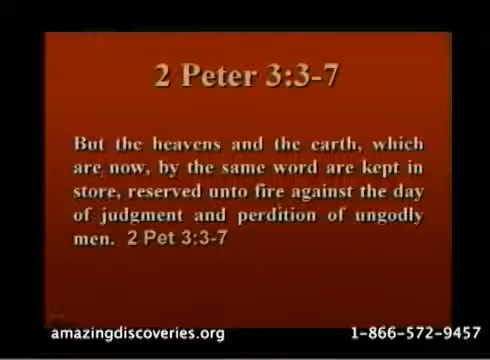 2 Peter 3:3-7
But the heavens and the earth, which
are now, by the same word are kept in
store, reserved unto fire against the day
of judgment and perdition of ungodly
men. 2 Pet 3:3-7
amazingdiscoveries.org 1-866-572-9457